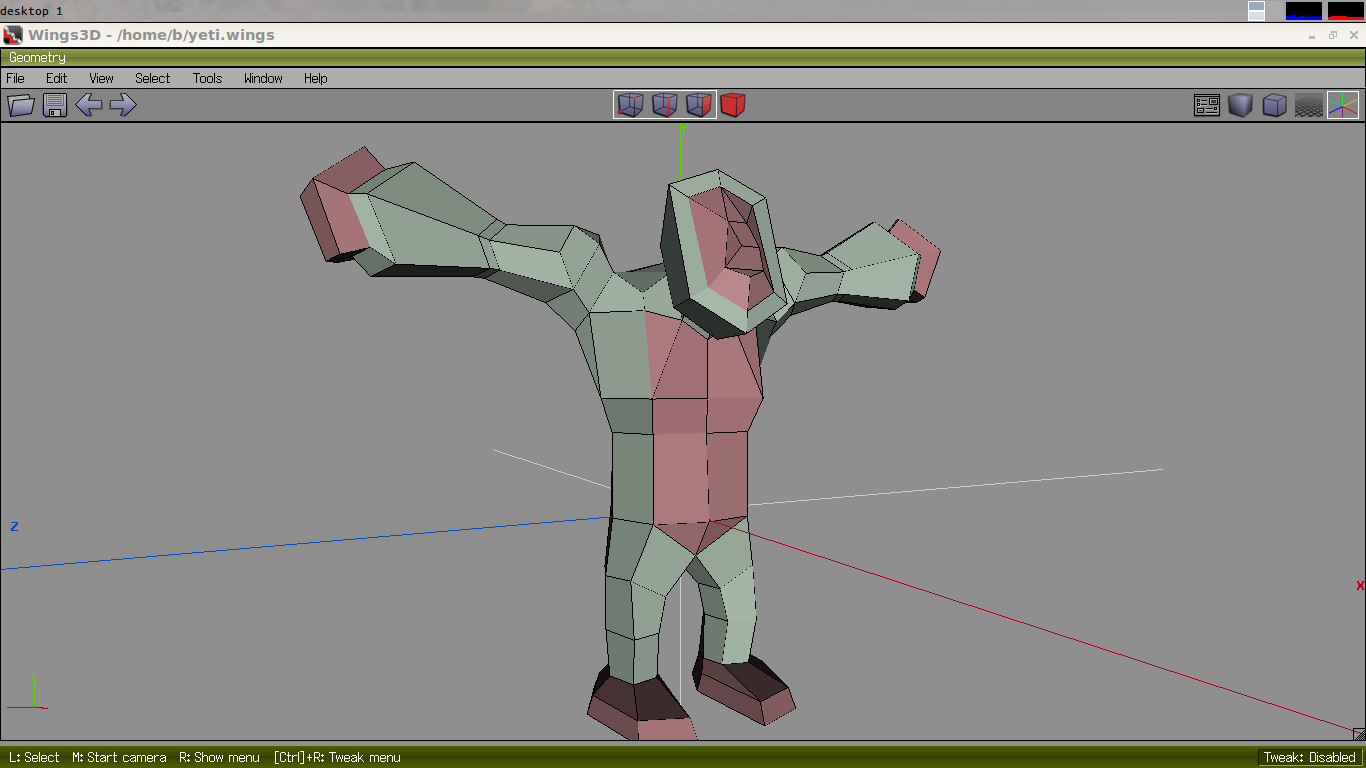 desktop 1
Wings3D - /home/b/yeti.wings
Geometry
File Edit View Select Tools Window Help
Y
Z
X
L: Select M: Start camera R: Show menu [Ctrl]+R: Tweak menu
Tweak: Disabled